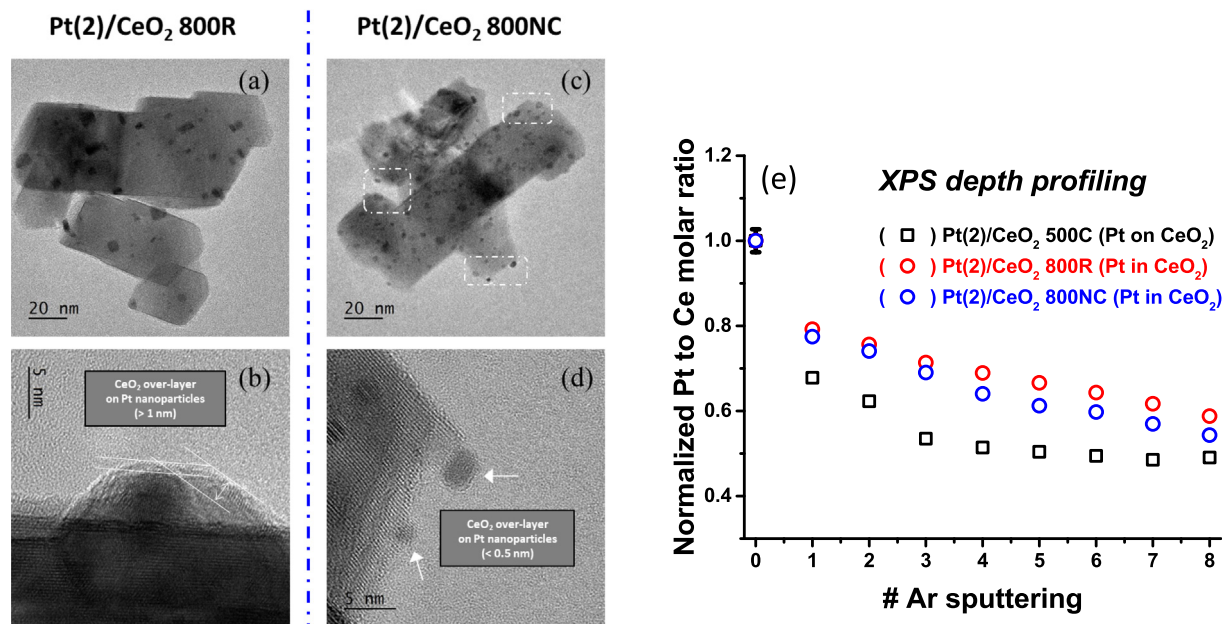 Pt(2)/CeO₂ 800R
Pt(2)/CeO₂ 800NC
(a)
20 nm
(c)
20 nm
(b)
5 nm
CeO₂ over-layer
on Pt nanoparticles
(> 1 nm)
(d)
CeO₂ over-layer
on Pt nanoparticles
(< 0.5 nm)
5 nm
(e)
XPS depth profiling
( □ ) Pt(2)/CeO₂ 500C (Pt on CeO₂)
( ○ ) Pt(2)/CeO₂ 800R (Pt in CeO₂)
( ○ ) Pt(2)/CeO₂ 800NC (Pt in CeO₂)
Normalized Pt to Ce molar ratio
1.2
1.0
0.8
0.6
0.4
0 1 2 3 4 5 6 7 8
# Ar sputtering